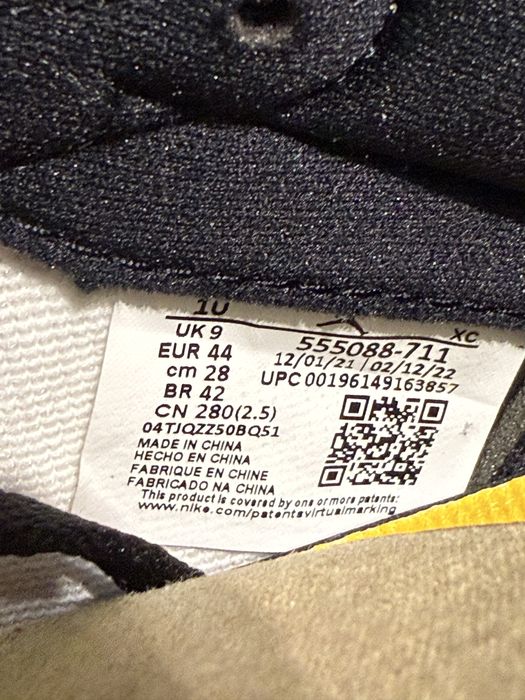 10
UK 9
EUR 44
cm 28
BR 42
CN 280(2.5)
04TJQZZ50BQ51
MADE IN CHINA
HECHO EN CHINA
FABRIQUE EN CHINE
FABRICADO NA CHINA
XC
555088-711
12/01/21 | 02/12/22
UPC 00196149163857
This product is covered by one or more patents:
www.nike.com/patentsvirtualmarking